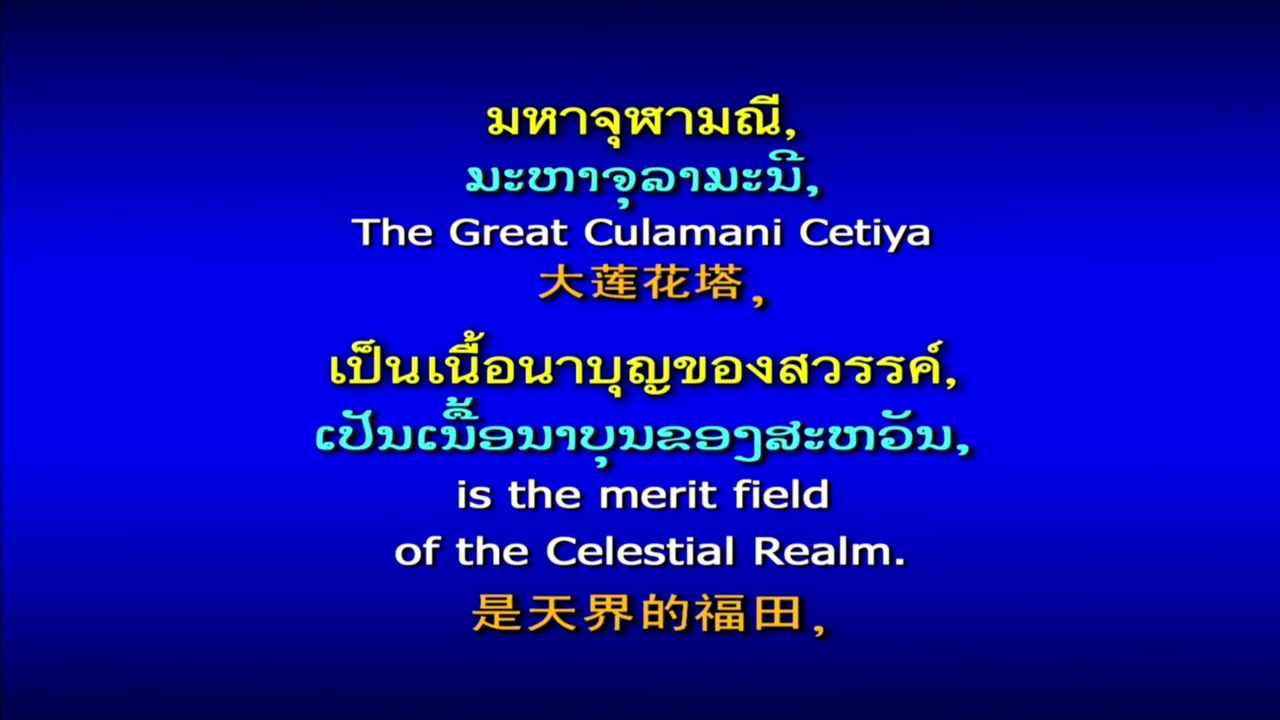 มหาจุฬามณี,
ມະຫາຈຸລາມະນີ,
The Great Culamani Cetiya
大莲花塔,
เป็นเนื้อนาบุญของสวรรค์,
ເປັນເນື້ອນາບຸນຂອງສະຫວັນ,
is the merit field
of the Celestial Realm.
是天界的福田,